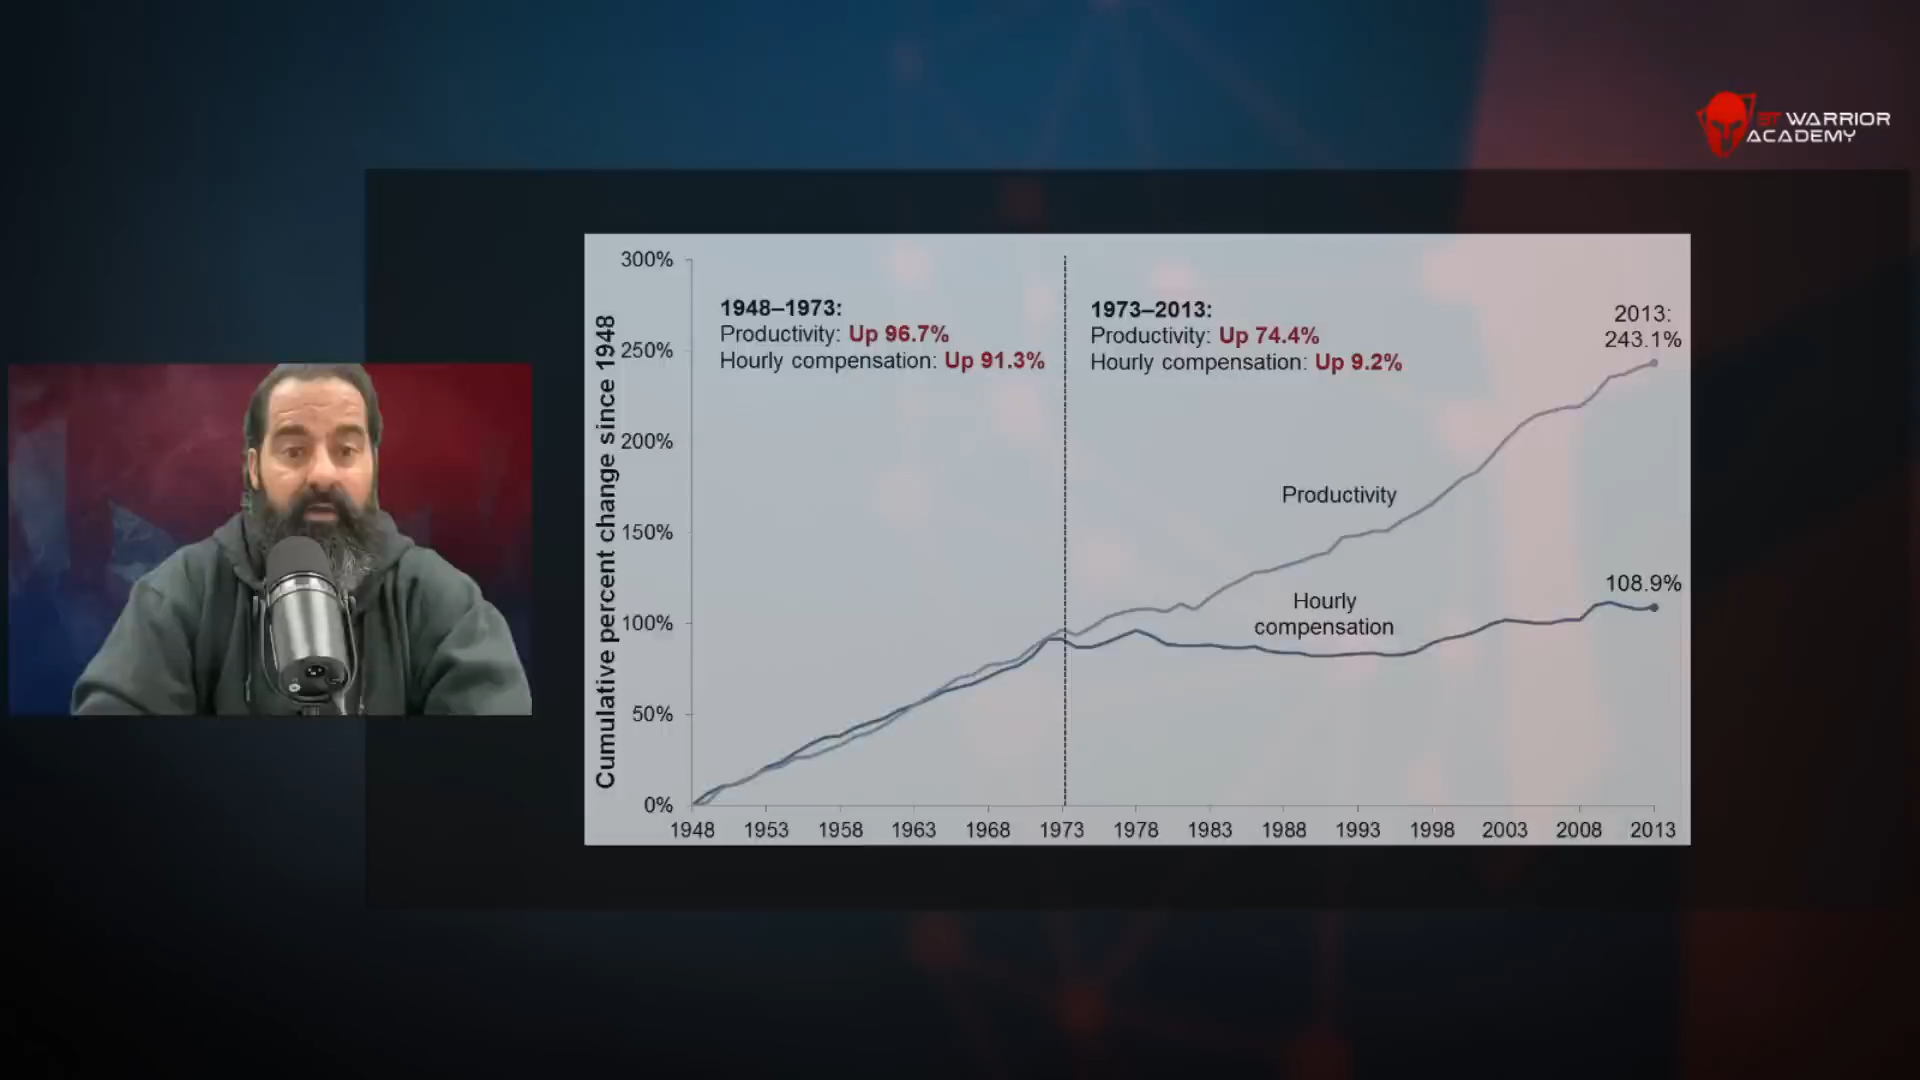 BT WARRIOR
ACADEMY
Cumulative percent change since 1948
300%
250%
200%
150%
100%
50%
0%
1948–1973:
Productivity: Up 96.7%
Hourly compensation: Up 91.3%
1973–2013:
Productivity: Up 74.4%
Hourly compensation: Up 9.2%
2013:
243.1%
Productivity
Hourly
compensation
108.9%
1948 1953 1958 1963 1968 1973 1978 1983 1988 1993 1998 2003 2008 2013